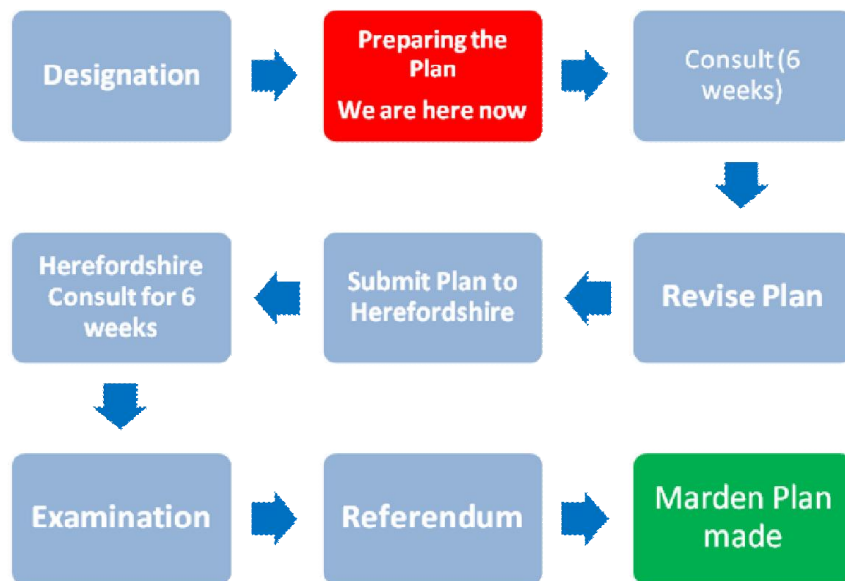 Designation
Preparing the
Plan
We are here now
Consult (6
weeks)
Herefordshire
Consult for 6
weeks
Submit Plan to
Herefordshire
Revise Plan
Examination
Referendum
Marden Plan
made